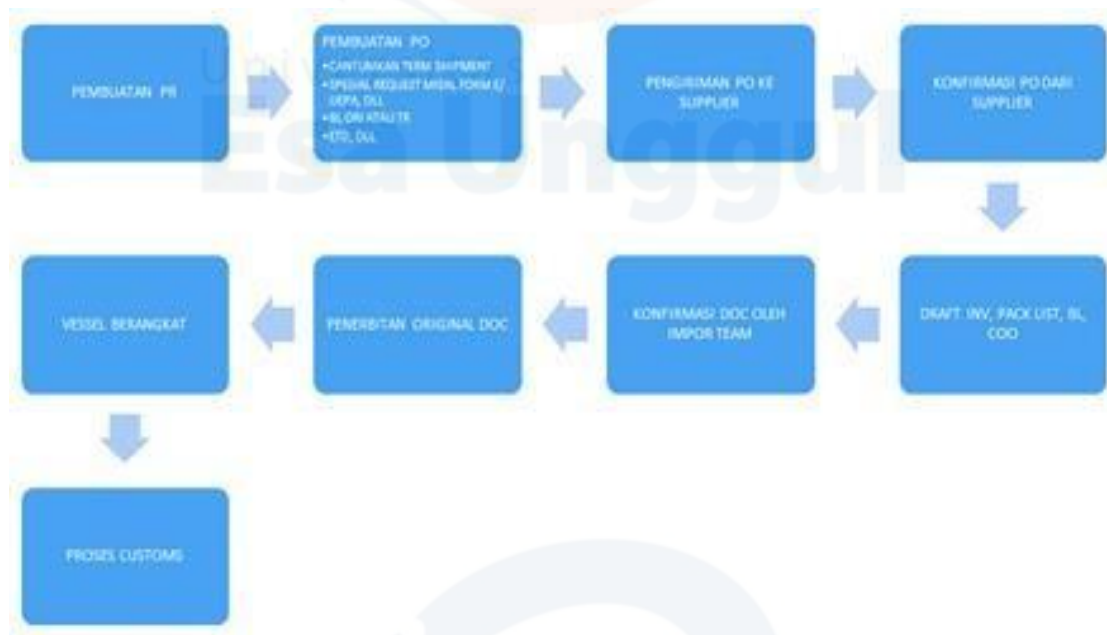 Esa Unggul
PEMBUATAN PR
PEMBUATAN PO
•CANTUMKAN TERM SHIPMENT
•SPESIAL REQUEST MISAL FORM E/
DLL
•BL ORI ATAU
•ETD, DLL
PENGIRIMAN PO KE
SUPPLIER
KONFIRMASI PO DARI
SUPPLIER
DRAFT INV, PACK LIST, BL,
COO
KONFIRMASI DOC OLEH
IMPOR TEAM
PENERBITAN ORIGINAL DOC
VESSEL BERANGKAT
PROSES CUSTOMS